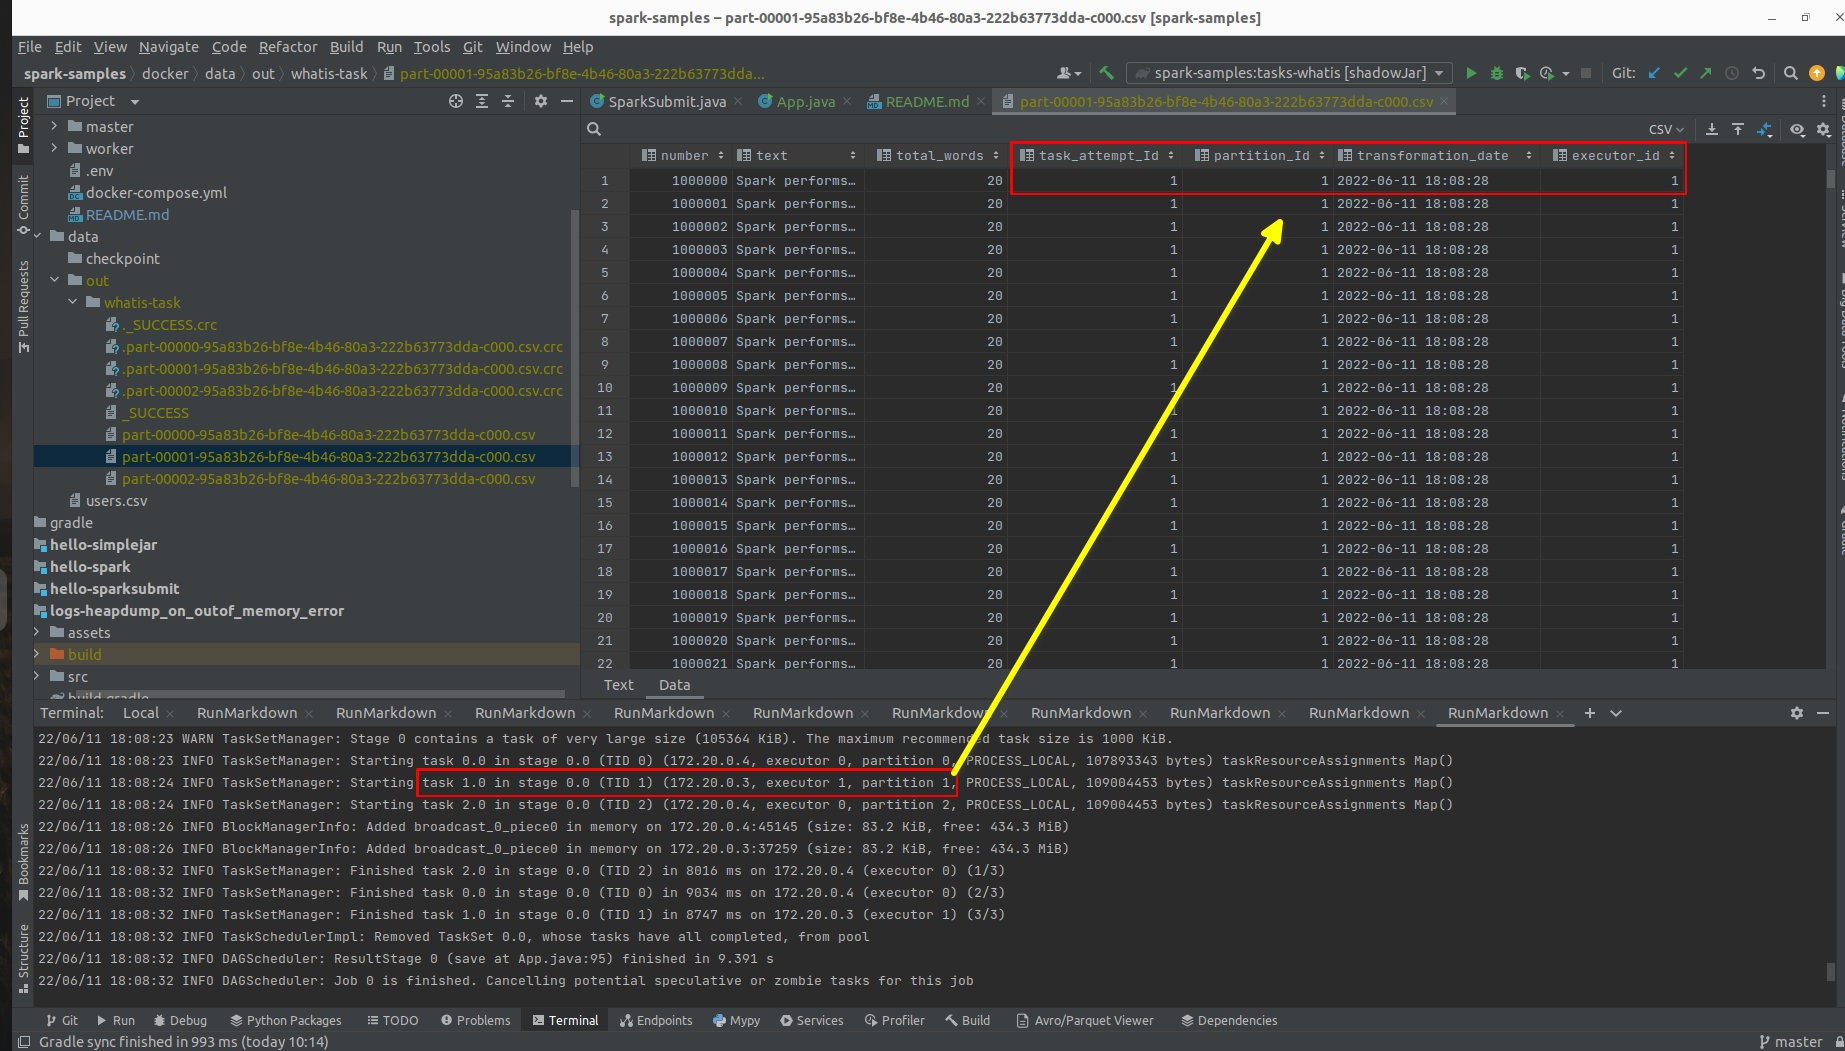 spark-samples – part-00001-95a83b26-bf8e-4b46-80a3-222b63773dda-c000.csv [spark-samples]
File Edit View Navigate Code Refactor Build Run Tools Git Window Help
spark-samples docker data out whatis-task part-00001-95a83b26-bf8e-4b46-80a3-222b63773dda... spark-samples:tasks-whatis [shadowJar] Git:
Project
SparkSubmit.java App.java README.md part-00001-95a83b26-bf8e-4b46-80a3-222b63773dda-c000.csv
CSV
Project
Commit
Pull Requests
Bookmarks
Structure
master
worker
.env
docker-compose.yml
README.md
data
checkpoint
out
whatis-task
._SUCCESS.crc
.part-00000-95a83b26-bf8e-4b46-80a3-222b63773dda-c000.csv.crc
.part-00001-95a83b26-bf8e-4b46-80a3-222b63773dda-c000.csv.crc
.part-00002-95a83b26-bf8e-4b46-80a3-222b63773dda-c000.csv.crc
_SUCCESS
part-00000-95a83b26-bf8e-4b46-80a3-222b63773dda-c000.csv
part-00001-95a83b26-bf8e-4b46-80a3-222b63773dda-c000.csv
part-00002-95a83b26-bf8e-4b46-80a3-222b63773dda-c000.csv
users.csv
gradle
hello-simplejar
hello-spark
hello-sparksubmit
logs-heapdump_on_outof_memory_error
assets
build
src
build.gradle
number text total_words task_attempt_Id partition_Id transformation_date executor_id
1 1000000 Spark performs… 20 1 1 2022-06-11 18:08:28 1
2 1000001 Spark performs… 20 1 1 2022-06-11 18:08:28 1
3 1000002 Spark performs… 20 1 1 2022-06-11 18:08:28 1
4 1000003 Spark performs… 20 1 1 2022-06-11 18:08:28 1
5 1000004 Spark performs… 20 1 1 2022-06-11 18:08:28 1
6 1000005 Spark performs… 20 1 1 2022-06-11 18:08:28 1
7 1000006 Spark performs… 20 1 1 2022-06-11 18:08:28 1
8 1000007 Spark performs… 20 1 1 2022-06-11 18:08:28 1
9 1000008 Spark performs… 20 1 1 2022-06-11 18:08:28 1
10 1000009 Spark performs… 20 1 1 2022-06-11 18:08:28 1
11 1000010 Spark performs… 20 1 1 2022-06-11 18:08:28 1
12 1000011 Spark performs… 20 1 1 2022-06-11 18:08:28 1
13 1000012 Spark performs… 20 1 1 2022-06-11 18:08:28 1
14 1000013 Spark performs… 20 1 1 2022-06-11 18:08:28 1
15 1000014 Spark performs… 20 1 1 2022-06-11 18:08:28 1
16 1000015 Spark performs… 20 1 1 2022-06-11 18:08:28 1
17 1000016 Spark performs… 20 1 1 2022-06-11 18:08:28 1
18 1000017 Spark performs… 20 1 1 2022-06-11 18:08:28 1
19 1000018 Spark performs… 20 1 1 2022-06-11 18:08:28 1
20 1000019 Spark performs… 20 1 1 2022-06-11 18:08:28 1
21 1000020 Spark performs… 20 1 1 2022-06-11 18:08:28 1
22 1000021 Spark performs… 20 1 1 2022-06-11 18:08:28 1
Text Data
Terminal: Local RunMarkdown RunMarkdown RunMarkdown RunMarkdown RunMarkdown RunMarkdown RunMarkdown RunMarkdown RunMarkdown RunMarkdown
22/06/11 18:08:23 WARN TaskSetManager: Stage 0 contains a task of very large size (105364 KiB). The maximum recommended task size is 1000 KiB.
22/06/11 18:08:23 INFO TaskSetManager: Starting task 0.0 in stage 0.0 (TID 0) (172.20.0.4, executor 0, partition 0, PROCESS_LOCAL, 107893343 bytes) taskResourceAssignments Map()
22/06/11 18:08:24 INFO TaskSetManager: Starting task 1.0 in stage 0.0 (TID 1) (172.20.0.3, executor 1, partition 1, PROCESS_LOCAL, 109004453 bytes) taskResourceAssignments Map()
22/06/11 18:08:24 INFO TaskSetManager: Starting task 2.0 in stage 0.0 (TID 2) (172.20.0.4, executor 0, partition 2, PROCESS_LOCAL, 109004453 bytes) taskResourceAssignments Map()
22/06/11 18:08:26 INFO BlockManagerInfo: Added broadcast_0_piece0 in memory on 172.20.0.4:45145 (size: 83.2 KiB, free: 434.3 MiB)
22/06/11 18:08:26 INFO BlockManagerInfo: Added broadcast_0_piece0 in memory on 172.20.0.3:37259 (size: 83.2 KiB, free: 434.3 MiB)
22/06/11 18:08:32 INFO TaskSetManager: Finished task 2.0 in stage 0.0 (TID 2) in 8016 ms on 172.20.0.4 (executor 0) (1/3)
22/06/11 18:08:32 INFO TaskSetManager: Finished task 0.0 in stage 0.0 (TID 0) in 9034 ms on 172.20.0.4 (executor 0) (2/3)
22/06/11 18:08:32 INFO TaskSetManager: Finished task 1.0 in stage 0.0 (TID 1) in 8747 ms on 172.20.0.3 (executor 1) (3/3)
22/06/11 18:08:32 INFO TaskSchedulerImpl: Removed TaskSet 0.0, whose tasks have all completed, from pool
22/06/11 18:08:32 INFO DAGScheduler: ResultStage 0 (save at App.java:95) finished in 9.391 s
22/06/11 18:08:32 INFO DAGScheduler: Job 0 is finished. Cancelling potential speculative or zombie tasks for this job
Git Run Debug Python Packages TODO Problems Terminal Endpoints Mypy Services Profiler Build Avro/Parquet Viewer Dependencies
Gradle sync finished in 993 ms (today 10:14) master